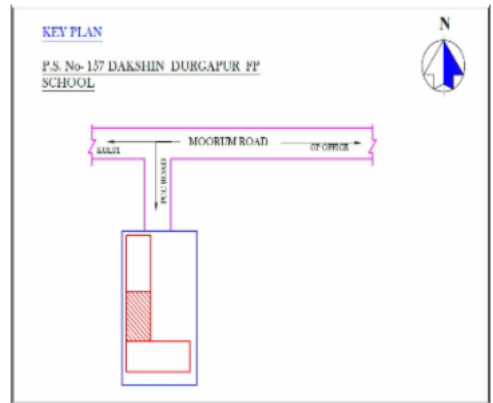 N
KEY PLAN
P.S. No- 157 DAKSHIN DURGAPUR FP
SCHOOL
MOORUM ROAD
GP OFFICE
PCC ROAD